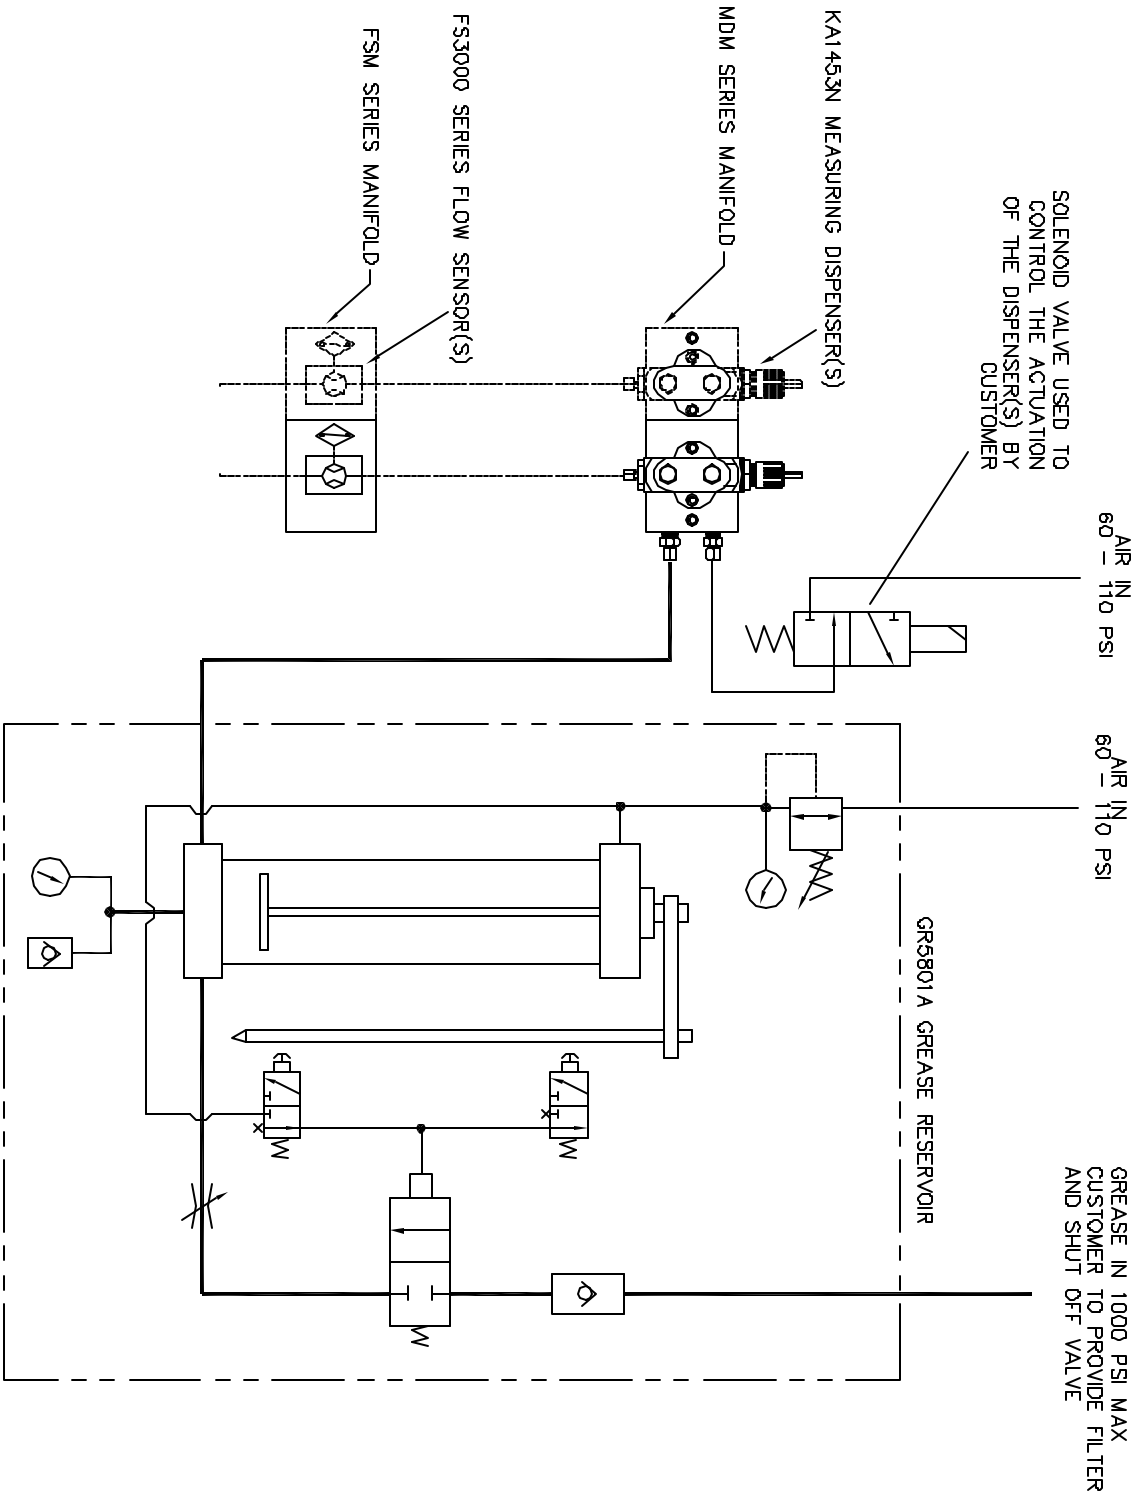 GREASE IN 1000 PSI MAX
CUSTOMER TO PROVIDE FILTER
AND SHUT OFF VALVE
AIR IN
60 - 110 PSI
AIR IN
60 - 110 PSI
SOLENOID VALVE USED TO
CONTROL THE ACTUATION
OF THE DISPENSER(S) BY
CUSTOMER
GR5801A GREASE RESERVOIR
KA1453N MEASURING DISPENSER(S)
MDM SERIES MANIFOLD
FS3000 SERIES FLOW SENSOR(S)
FSM SERIES MANIFOLD